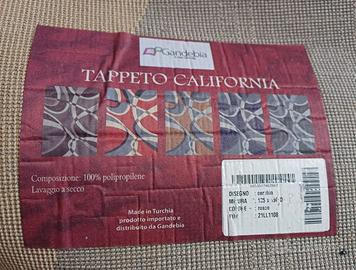 Gandebia
TAPPETO CALIFORNIA
Composizione: 100% polipropilene
Lavaggio a secco
Made in Turchia
prodotto importato e
distribuito da Gandebia
DISEGNO
MISURA
COLORE
21LL1108